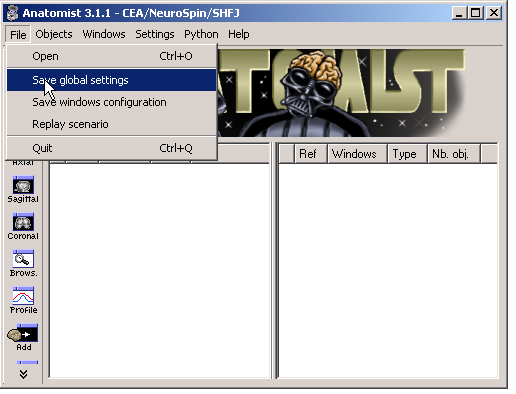 Anatomist 3.1.1 - CEA/NeuroSpin/SHFJ
File Objects Windows Settings Python Help
Open Ctrl+O
Save global settings
Save windows configuration
Replay scenario
Quit Ctrl+Q
Ref Windows Type Nb. obj.
Axial
Sagittal
Coronal
Brows.
Profile
Add